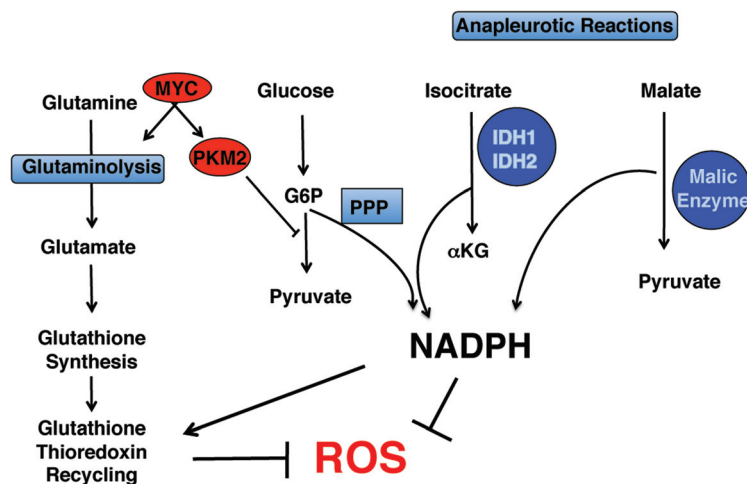 Anapleurotic Reactions
MYC
Glutamine
Glucose
Isocitrate
Malate
Glutaminolysis
PKM2
IDH1
IDH2
Malic
Enzyme
G6P
PPP
Glutamate
αKG
Pyruvate
Pyruvate
Glutathione
Synthesis
NADPH
Glutathione
Thioredoxin
Recycling
ROS